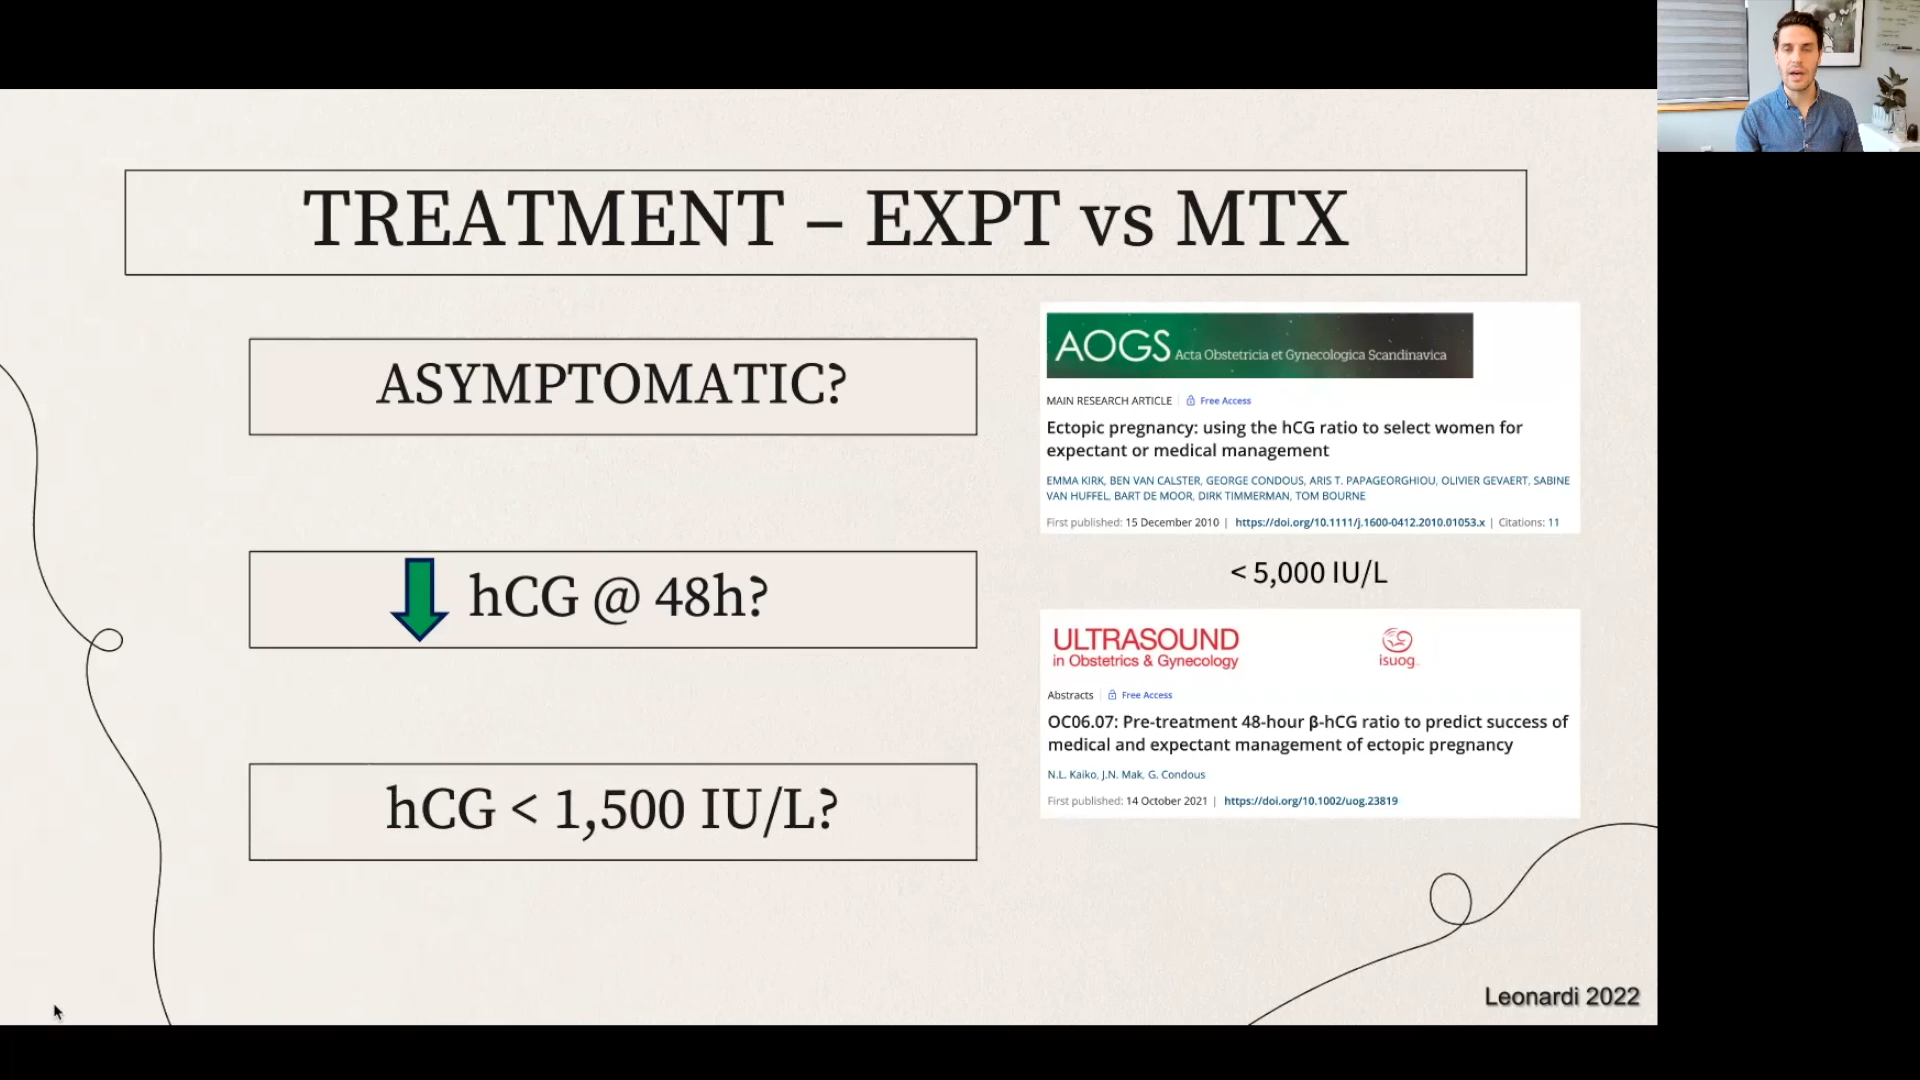 TREATMENT – EXPT vs MTX
ASYMPTOMATIC?
hCG @ 48h?
hCG < 1,500 IU/L?
AOGS Acta Obstetricia et Gynecologica Scandinavica
MAIN RESEARCH ARTICLE | Free Access
Ectopic pregnancy: using the hCG ratio to select women for
expectant or medical management
EMMA KIRK, BEN VAN CALSTER, GEORGE CONDOUS, ARIS T. PAPAGEORGHIOU, OLIVIER GEVAERT, SABINE
VAN HUFFEL, BART DE MOOR, DIRK TIMMERMAN, TOM BOURNE
First published: 15 December 2010 | https://doi.org/10.1111/j.1600-0412.2010.01053.x | Citations: 11
< 5,000 IU/L
ULTRASOUND
in Obstetrics & Gynecology
isuog
Abstracts | Free Access
OC06.07: Pre-treatment 48-hour β-hCG ratio to predict success of
medical and expectant management of ectopic pregnancy
N.L. Kaiko, J.N. Mak, G. Condous
First published: 14 October 2021 | https://doi.org/10.1002/uog.23819
Leonardi 2022